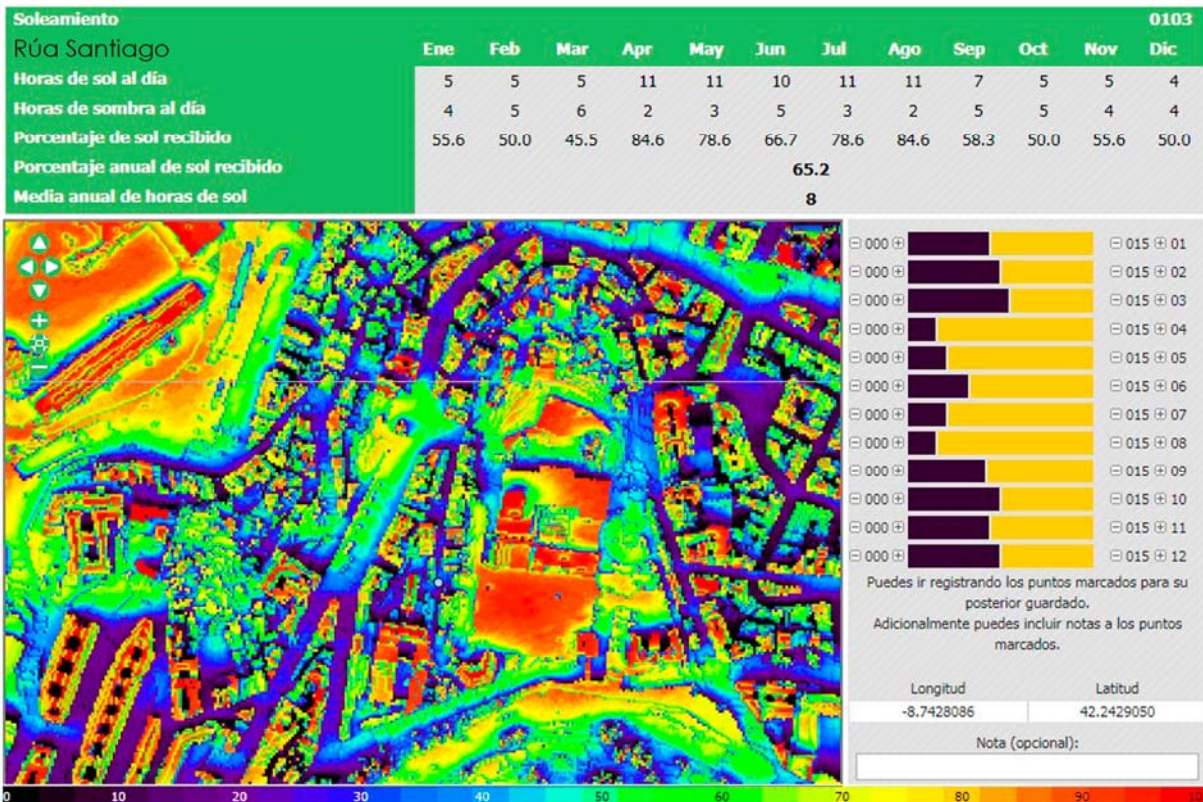 Soleamiento 0103
Rúa Santiago Ene Feb Mar Apr May Jun Jul Ago Sep Oct Nov Dic
Horas de sol al día 5 5 5 11 11 10 11 11 7 5 5 4
Horas de sombra al día 4 5 6 2 3 5 3 2 5 5 4 4
Porcentaje de sol recibido 55.6 50.0 45.5 84.6 78.6 66.7 78.6 84.6 58.3 50.0 55.6 50.0
Porcentaje anual de sol recibido 65.2
Media anual de horas de sol 8
000 015 01
000 015 02
000 015 03
000 015 04
000 015 05
000 015 06
000 015 07
000 015 08
000 015 09
000 015 10
000 015 11
000 015 12
Puedes ir registrando los puntos marcados para su
posterior guardado.
Adicionalmente puedes incluir notas a los puntos
marcados.
Longitud Latitud
-8.7428086 42.2429050
Nota (opcional):
0 10 20 30 40 50 60 70 80 90